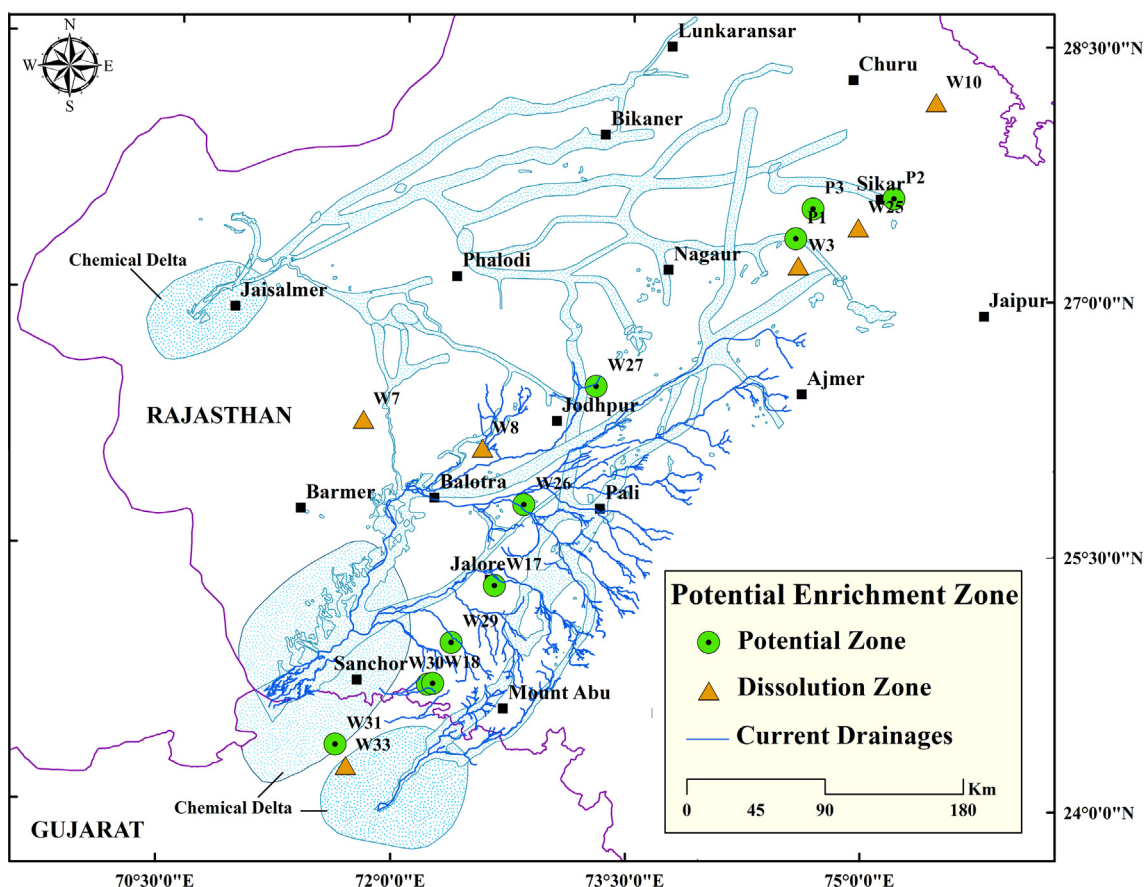 N
W E
S
Lunkaransar
28°30'0"N
Churu
W10
Bikaner
P3
Sikar
P2
W25
P1
W3
Chemical Delta
Phalodi
Nagaur
Jaisalmer
27°0'0"N
Jaipur
W27
Ajmer
W7
RAJASTHAN
Jodhpur
W8
Balotra
W26
Barmer
Pali
25°30'0"N
Jalore
W17
W29
Sanchor
W30
W18
Mount Abu
W31
W33
Chemical Delta
GUJARAT
24°0'0"N
Potential Enrichment Zone
Potential Zone
Dissolution Zone
Current Drainages
Km
0 45 90 180
70°30'0"E 72°0'0"E 73°30'0"E 75°0'0"E